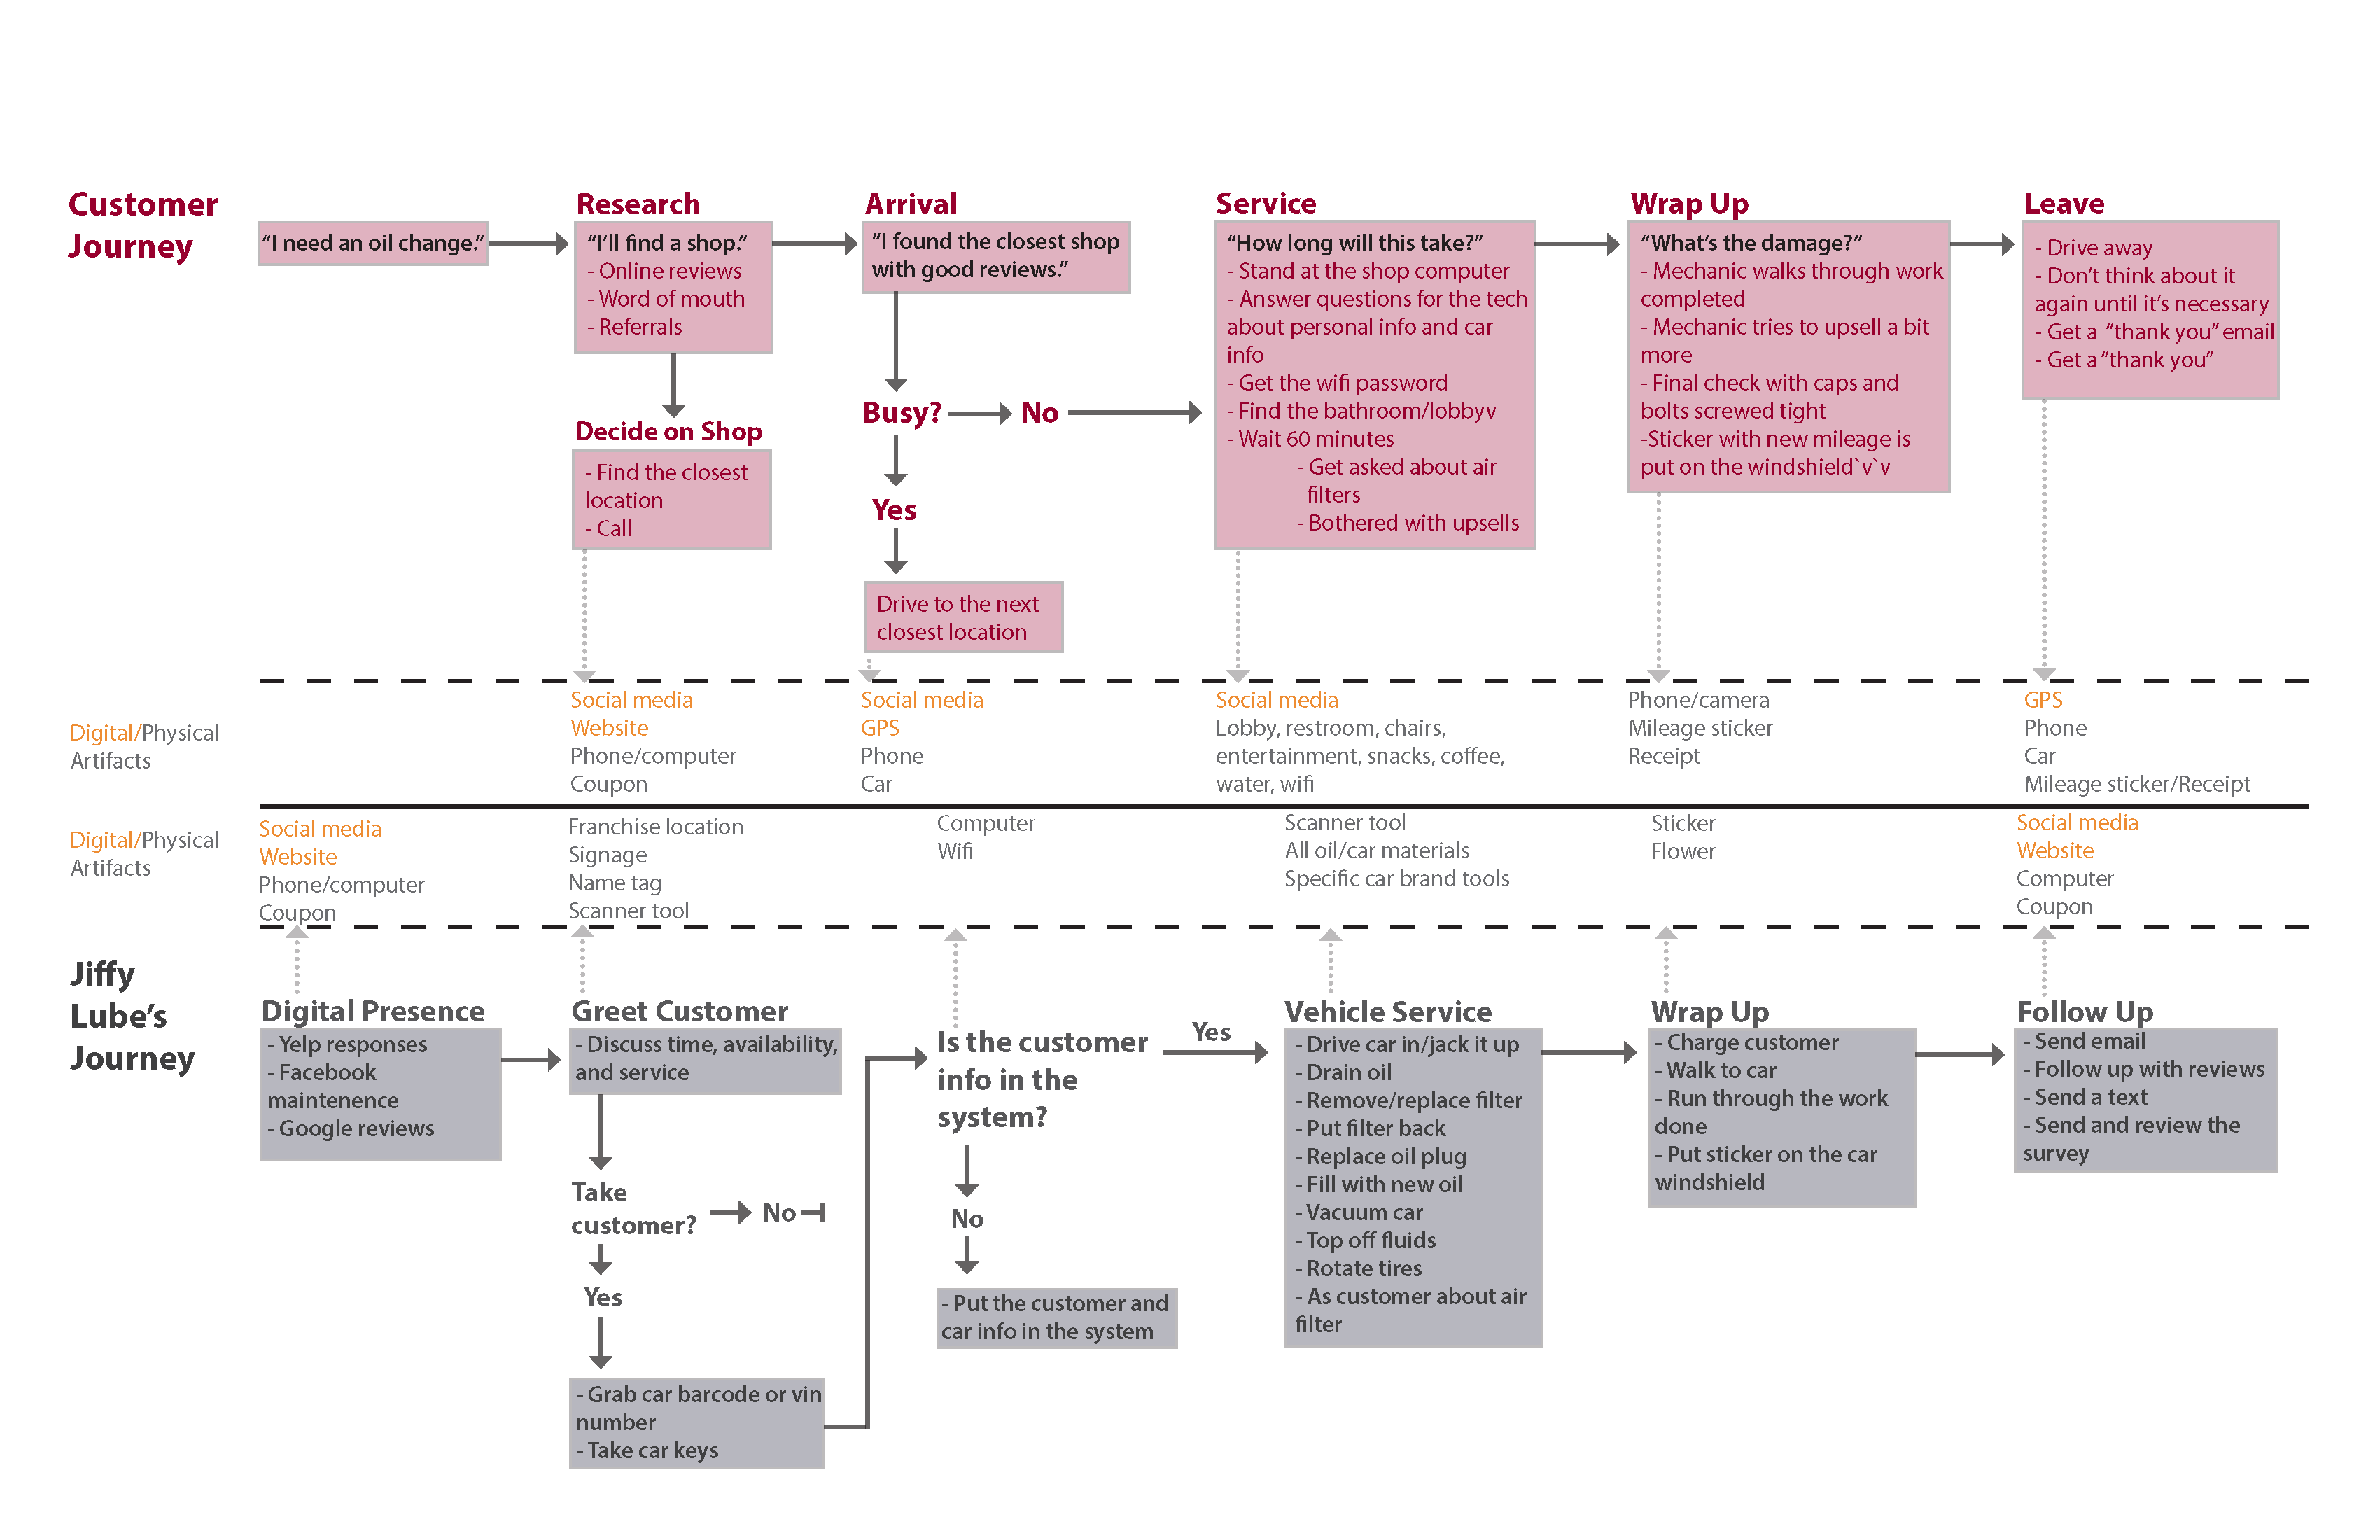 Customer
Journey
“I need an oil change.”
Research
“I’ll find a shop.”
- Online reviews
- Word of mouth
- Referrals
Decide on Shop
- Find the closest
location
- Call
Arrival
“I found the closest shop
with good reviews.”
Busy?
No
Yes
Drive to the next
closest location
Service
“How long will this take?”
- Stand at the shop computer
- Answer questions for the tech
about personal info and car
info
- Get the wifi password
- Find the bathroom/lobbyv
- Wait 60 minutes
- Get asked about air
filters
- Bothered with upsells
Wrap Up
“What’s the damage?”
- Mechanic walks through work
completed
- Mechanic tries to upsell a bit
more
- Final check with caps and
bolts screwed tight
-Sticker with new mileage is
put on the windshield`v`v
Leave
- Drive away
- Don’t think about it
again until it’s necessary
- Get a “thank you” email
- Get a “thank you”
Digital/Physical
Artifacts
Social media
Website
Phone/computer
Coupon
Social media
GPS
Phone
Car
Social media
Lobby, restroom, chairs,
entertainment, snacks, coffee,
water, wifi
Phone/camera
Mileage sticker
Receipt
GPS
Phone
Car
Mileage sticker/Receipt
Digital/Physical
Artifacts
Social media
Website
Phone/computer
Coupon
Franchise location
Signage
Name tag
Scanner tool
Computer
Wifi
Scanner tool
All oil/car materials
Specific car brand tools
Sticker
Flower
Social media
Website
Computer
Coupon
Jiffy
Lube’s
Journey
Digital Presence
- Yelp responses
- Facebook
maintenence
- Google reviews
Greet Customer
- Discuss time, availability,
and service
Take
customer?
No
Yes
- Grab car barcode or vin
number
- Take car keys
Is the customer
info in the
system?
Yes
No
- Put the customer and
car info in the system
Vehicle Service
- Drive car in/jack it up
- Drain oil
- Remove/replace filter
- Put filter back
- Replace oil plug
- Fill with new oil
- Vacuum car
- Top off fluids
- Rotate tires
- As customer about air
filter
Wrap Up
- Charge customer
- Walk to car
- Run through the work
done
- Put sticker on the car
windshield
Follow Up
- Send email
- Follow up with reviews
- Send a text
- Send and review the
survey